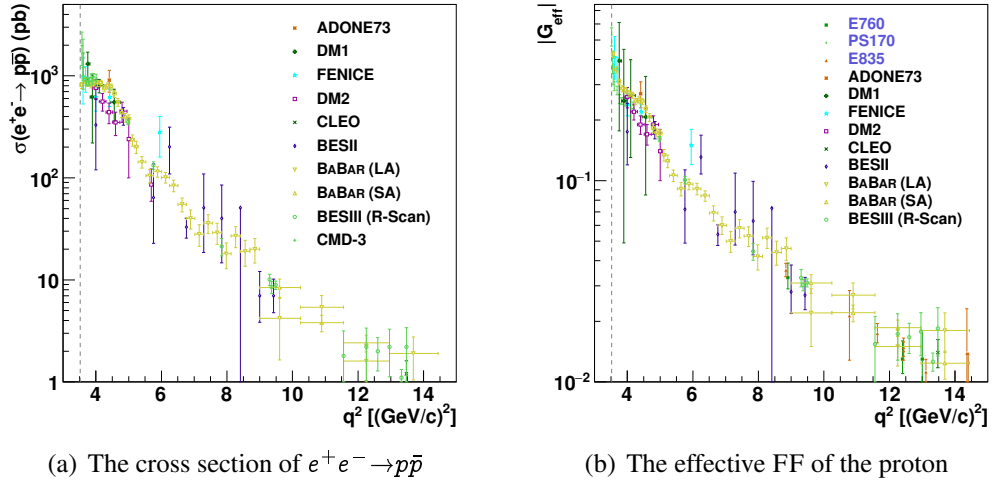 σ(e⁺e⁻→ pp̄) (pb)
10³
10²
10
1
4 6 8 10 12 14
q² [(GeV/c)²]
ADONE73
DM1
FENICE
DM2
CLEO
BESII
BABAR (LA)
BABAR (SA)
BESIII (R-Scan)
CMD-3
(a) The cross section of e⁺e⁻→pp̄
|G_eff|
10⁻¹
10⁻²
4 6 8 10 12 14
q² [(GeV/c)²]
E760
PS170
E835
ADONE73
DM1
FENICE
DM2
CLEO
BESII
BABAR (LA)
BABAR (SA)
BESIII (R-Scan)
(b) The effective FF of the proton